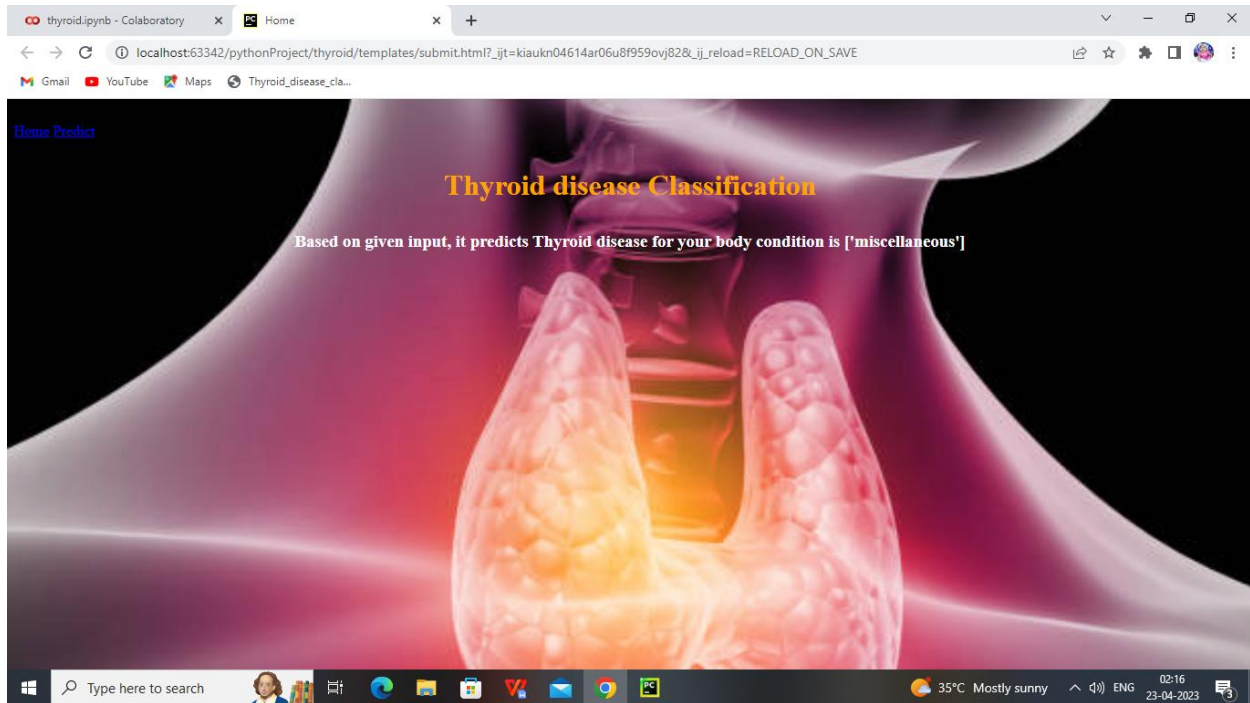 thyroid.ipynb - Colaboratory
Home
localhost:63342/pythonProject/thyroid/templates/submit.html?_ijt=kiaukn04614ar06u8f959ovj82&_ij_reload=RELOAD_ON_SAVE
Gmail YouTube Maps Thyroid_disease_cla...
Home Predict
Thyroid disease Classification
Based on given input, it predicts Thyroid disease for your body condition is ['miscellaneous']
Type here to search
35°C Mostly sunny
ENG
02:16
23-04-2023
3